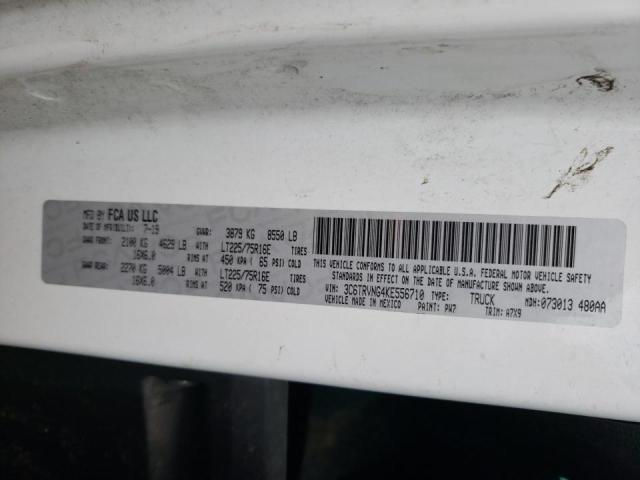 MFD BY FCA US LLC
DATE OF MFR(BUILT): 7-19 GVWR: 3879 KG 8550 LB
GAWR FRONT: 2100 KG 4629 LB WITH LT225/75R16E TIRES
16X6.0 RIMS AT 450 KPA ( 65 PSI) COLD
GAWR REAR: 2270 KG 5004 LB WITH LT225/75R16E TIRES
16X6.0 RIMS AT 520 KPA ( 75 PSI) COLD
THIS VEHICLE CONFORMS TO ALL APPLICABLE U.S.A. FEDERAL MOTOR VEHICLE SAFETY
STANDARDS IN EFFECT ON THE DATE OF MANUFACTURE SHOWN ABOVE.
VIN: 3C6TRVNG4KE556710 TYPE: TRUCK MDH:073013 480AA
VEHICLE MADE IN MEXICO PAINT: PW7 TRIM: A7X9